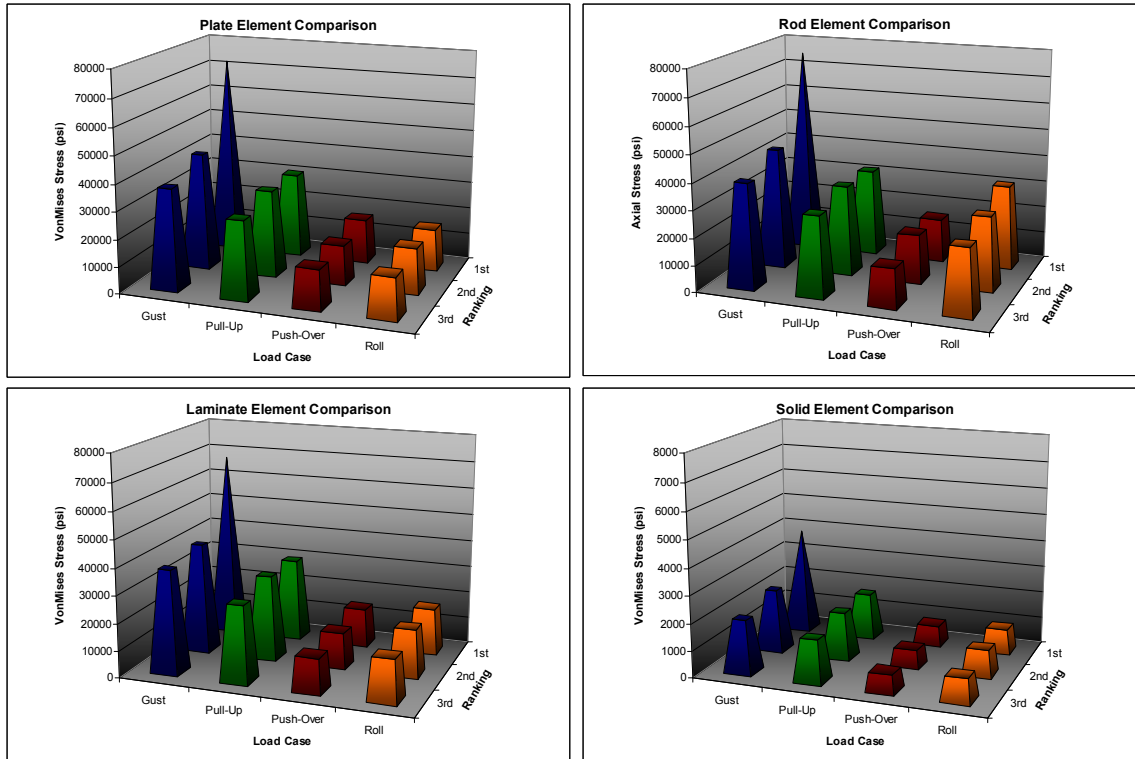 Plate Element Comparison
VonMises Stress (psi)
80000
70000
60000
50000
40000
30000
20000
10000
0
Gust
Pull-Up
Push-Over
Roll
Load Case
1st
2nd
3rd
Ranking
Rod Element Comparison
Axial Stress (psi)
80000
70000
60000
50000
40000
30000
20000
10000
0
Gust
Pull-Up
Push-Over
Roll
Load Case
1st
2nd
3rd
Ranking
Laminate Element Comparison
VonMises Stress (psi)
80000
70000
60000
50000
40000
30000
20000
10000
0
Gust
Pull-Up
Push-Over
Roll
Load Case
1st
2nd
3rd
Ranking
Solid Element Comparison
VonMises Stress (psi)
8000
7000
6000
5000
4000
3000
2000
1000
0
Gust
Pull-Up
Push-Over
Roll
Load Case
1st
2nd
3rd
Ranking